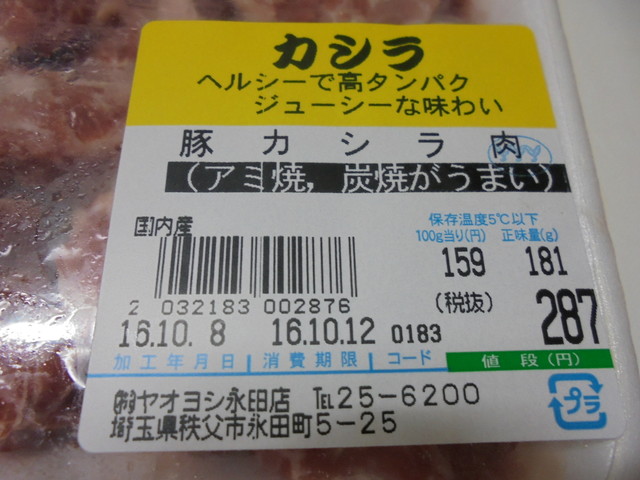 カシラ
ヘルシーで高タンパク
ジューシーな味わい
豚カシラ肉
(アミ焼, 炭焼がうまい)
国内産
保存温度5℃以下
100g当り(円) 正味量(g)
159 181
2 032183 002876
(税抜) 287
16.10. 8 16.10.12 0183
加工年月日 消費期限 コード 値段(円)
㈲ヤオヨシ永田店 ℡25-6200
埼玉県秩父市永田町5-25
プラ